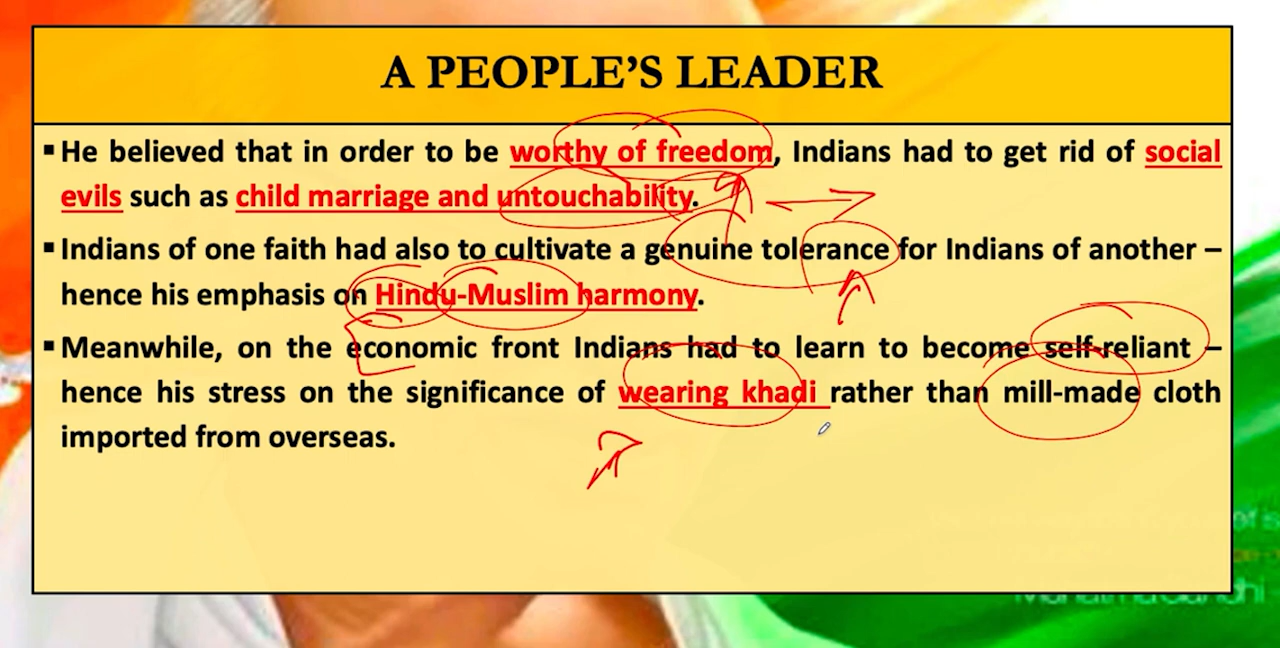 A PEOPLE’S LEADER
▪ He believed that in order to be worthy of freedom, Indians had to get rid of social
evils such as child marriage and untouchability.
▪ Indians of one faith had also to cultivate a genuine tolerance for Indians of another –
hence his emphasis on Hindu-Muslim harmony.
▪ Meanwhile, on the economic front Indians had to learn to become self-reliant –
hence his stress on the significance of wearing khadi rather than mill-made cloth
imported from overseas.
Mahatma Gandhi